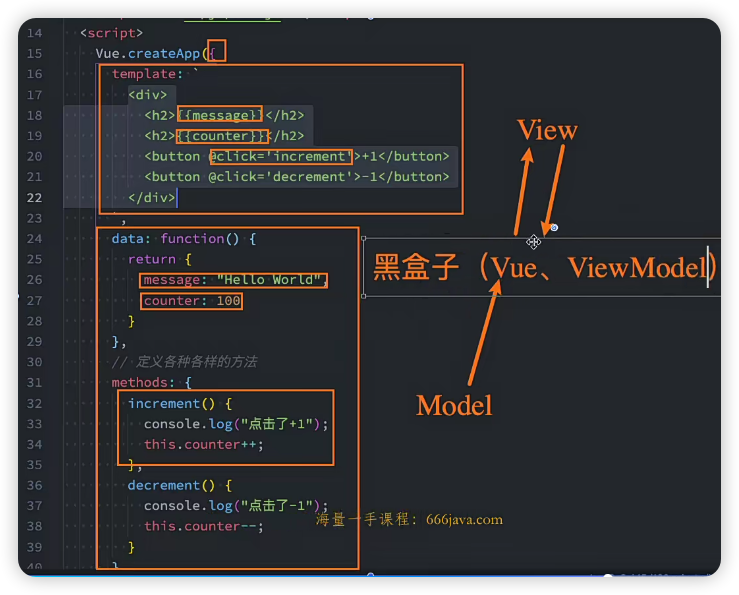 14 <script>
15 Vue.createApp({
16 template: `
17 <div>
18 <h2>{{message}}</h2>
19 <h2>{{counter}}</h2>
20 <button @click='increment'>+1</button>
21 <button @click='decrement'>-1</button>
22 </div>
23 `,
24 data: function() {
25 return {
26 message: "Hello World",
27 counter: 100
28 }
29 },
30 // 定义各种各样的方法
31 methods: {
32 increment() {
33 console.log("点击了+1");
34 this.counter++;
35 },
36 decrement() {
37 console.log("点击了-1");
38 this.counter--;
39 }
40 }
View
黑盒子（Vue、ViewModel）
Model
海量一手课程：666java.com